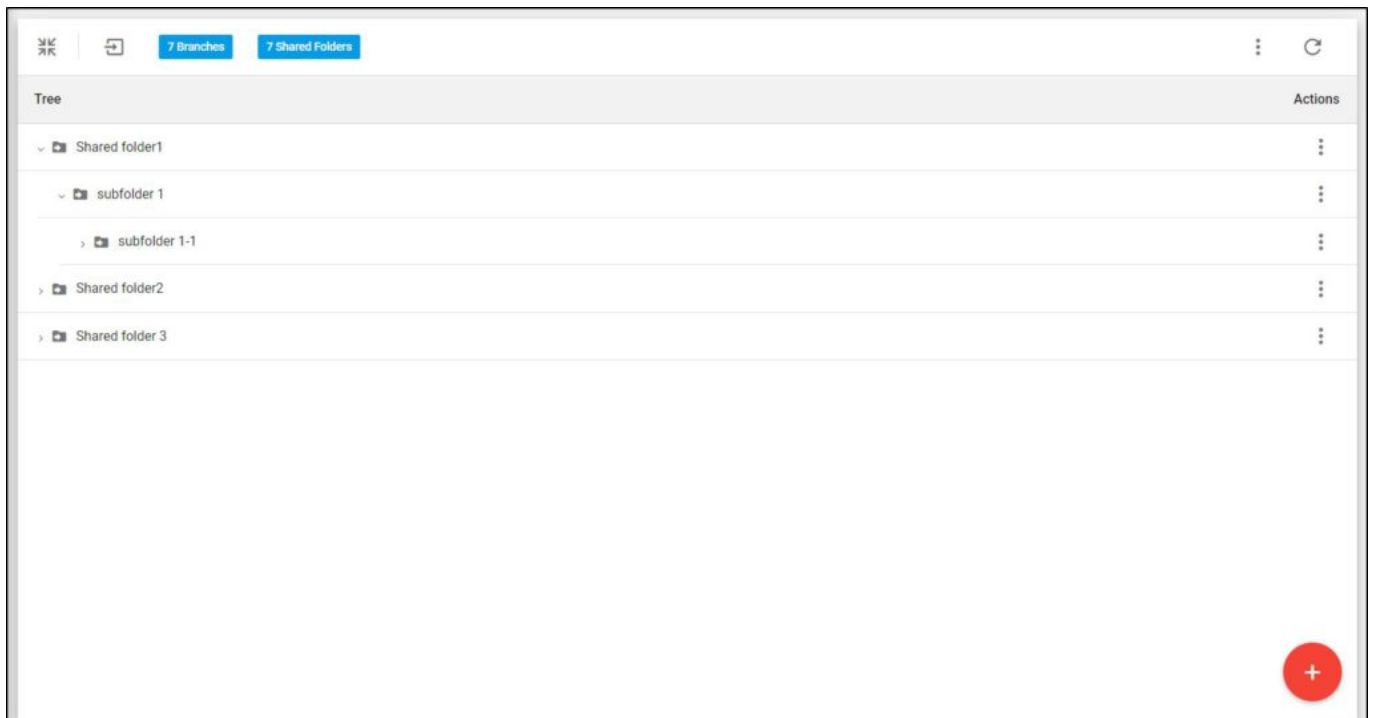 7 Branches 7 Shared Folders
Tree Actions
Shared folder1
subfolder 1
subfolder 1-1
Shared folder2
Shared folder 3